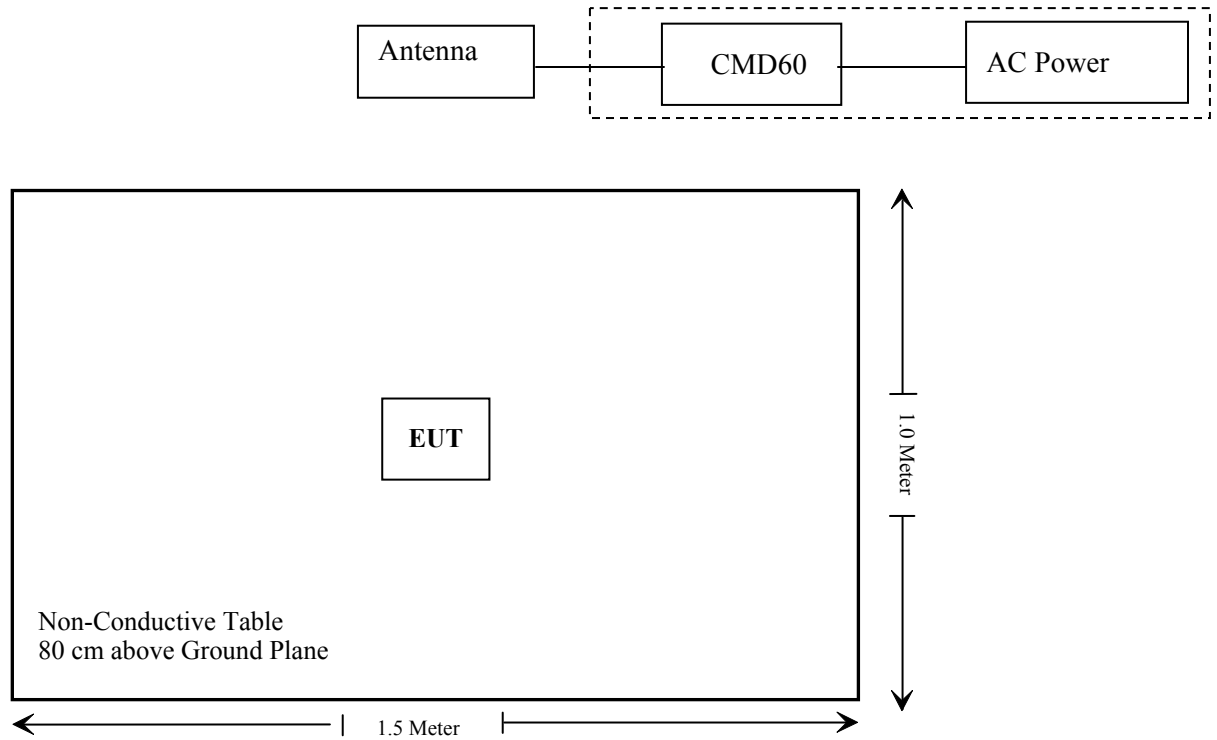 Antenna
CMD60
AC Power
EUT
1.0 Meter
Non-Conductive Table
80 cm above Ground Plane
1.5 Meter